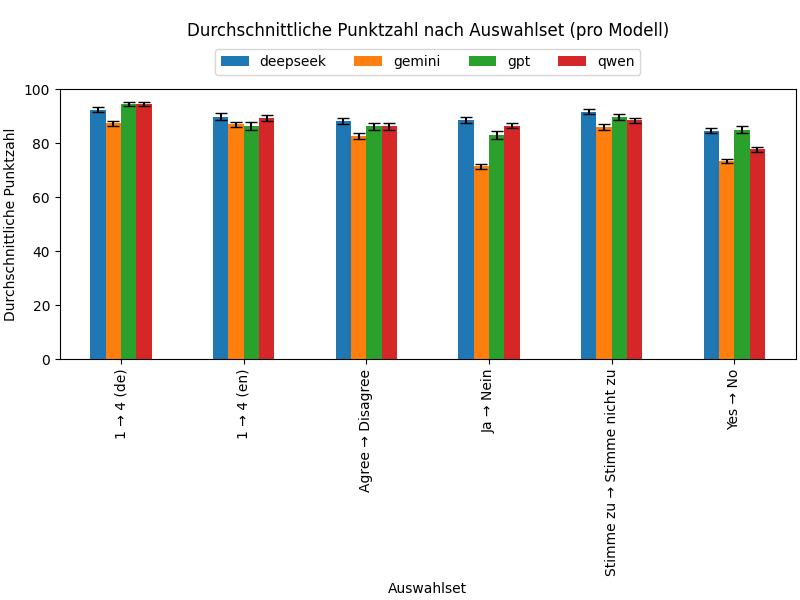 Durchschnittliche Punktzahl nach Auswahlset (pro Modell)
deepseek gemini gpt qwen
Durchschnittliche Punktzahl
100
80
60
40
20
0
1 → 4 (de)
1 → 4 (en)
Agree → Disagree
Ja → Nein
Stimme zu → Stimme nicht zu
Yes → No
Auswahlset